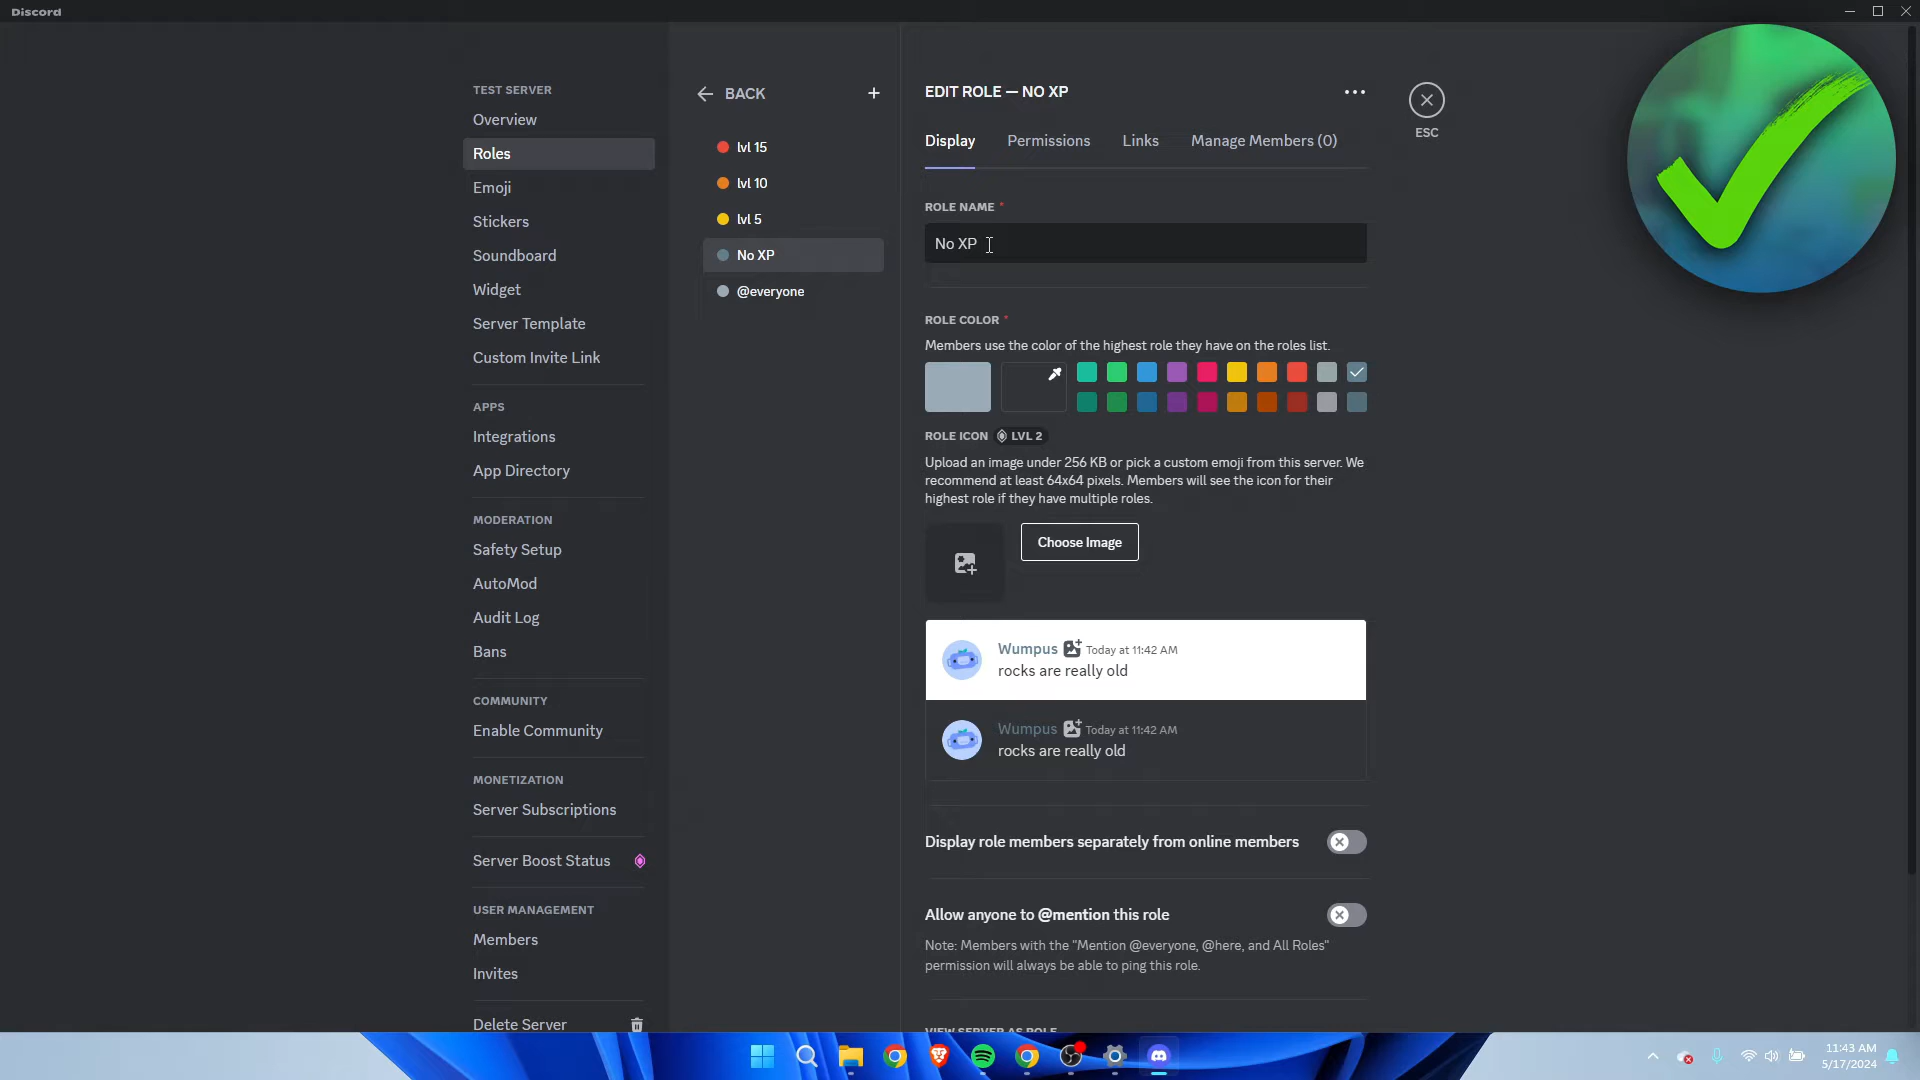 Discord
TEST SERVER
Overview
Roles
Emoji
Stickers
Soundboard
Widget
Server Template
Custom Invite Link
APPS
Integrations
App Directory
MODERATION
Safety Setup
AutoMod
Audit Log
Bans
COMMUNITY
Enable Community
MONETIZATION
Server Subscriptions
Server Boost Status
USER MANAGEMENT
Members
Invites
Delete Server
BACK
lvl 15
lvl 10
lvl 5
No XP
@everyone
EDIT ROLE — NO XP
Display Permissions Links Manage Members (0)
ESC
ROLE NAME *
No XP
ROLE COLOR *
Members use the color of the highest role they have on the roles list.
ROLE ICON LVL 2
Upload an image under 256 KB or pick a custom emoji from this server. We
recommend at least 64x64 pixels. Members will see the icon for their
highest role if they have multiple roles.
Choose Image
Wumpus Today at 11:42 AM
rocks are really old
Wumpus Today at 11:42 AM
rocks are really old
Display role members separately from online members
Allow anyone to @mention this role
Note: Members with the "Mention @everyone, @here, and All Roles"
permission will always be able to ping this role.
VIEW SERVER AS ROLE
11:43 AM
5/17/2024